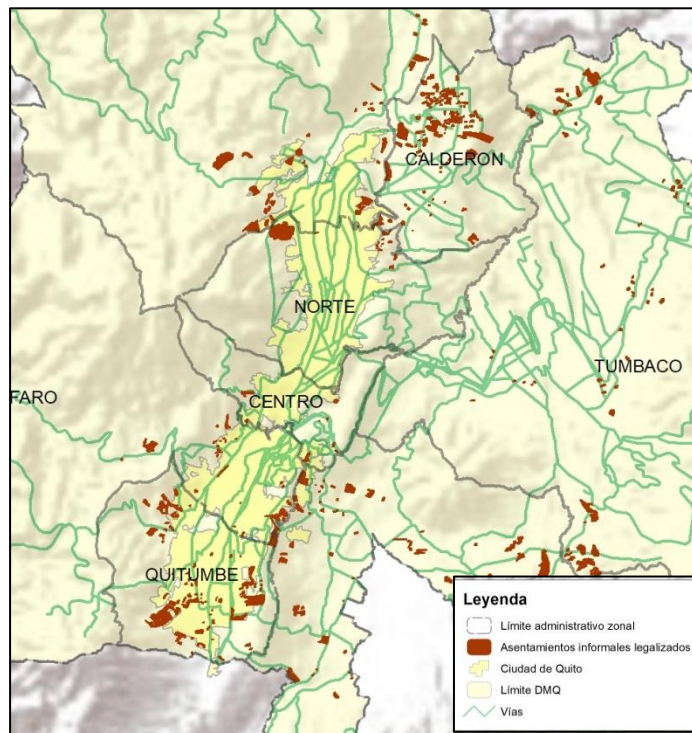 CALDERON
NORTE
TUMBACO
FARO
CENTRO
QUITUMBE
Leyenda
Límite administrativo zonal
Asentamientos informales legalizados
Ciudad de Quito
Límite DMQ
Vías